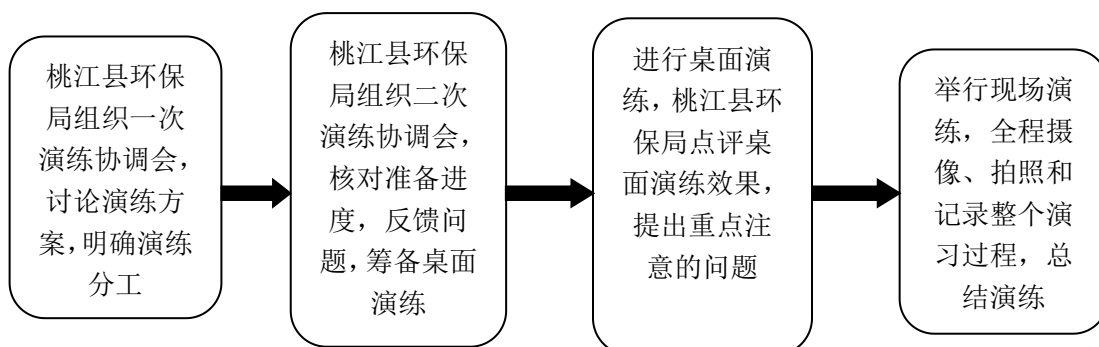 桃江县环保
局组织一次
演练协调会，
讨论演练方
案，明确演练
分工
桃江县环保
局组织二次
演练协调会，
核对准备进
度，反馈问
题，筹备桌面
演练
进行桌面演
练，桃江县环
保局点评桌
面演练效果，
提出重点注
意的问题
举行现场演
练，全程摄
像、拍照和
记录整个演
习过程，总
结演练